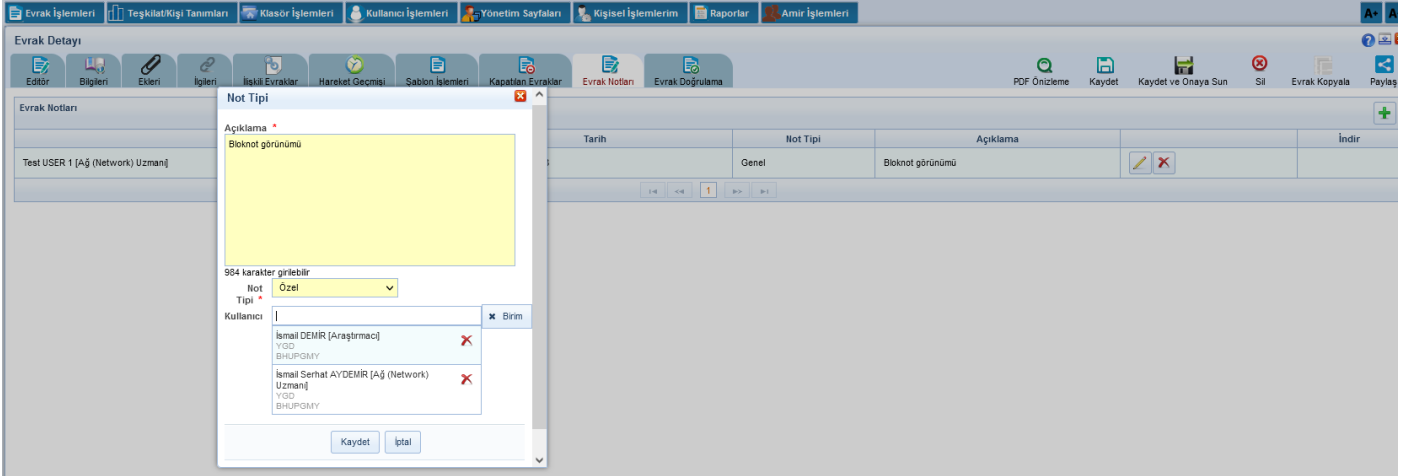 Evrak İşlemleri Teşkilat/Kişi Tanımları Klasör İşlemleri Kullanıcı İşlemleri Yönetim Sayfaları Kişisel İşlemlerim Raporlar Amir İşlemleri A+
Evrak Detayı
Editör Bilgileri Ekleri İlgileri İlişkili Evraklar Hareket Geçmişi Şablon İşlemleri Kapatılan Evraklar Evrak Notları Evrak Doğrulama PDF Önizleme Kaydet Kaydet ve Onaya Sun Sil Evrak Kopyala Paylaş
Evrak Notları
Tarih Not Tipi Açıklama İndir
Test USER 1 [Ağ (Network) Uzmanı] Genel Bloknot görünümü
1
Not Tipi
Açıklama *
Bloknot görünümü
984 karakter girilebilir
Not Özel
Tipi *
Kullanıcı Birim
İsmail DEMİR [Araştırmacı]
YGD
BHUPGMY
İsmail Serhat AYDEMİR [Ağ (Network)
Uzmanı]
YGD
BHUPGMY
Kaydet İptal